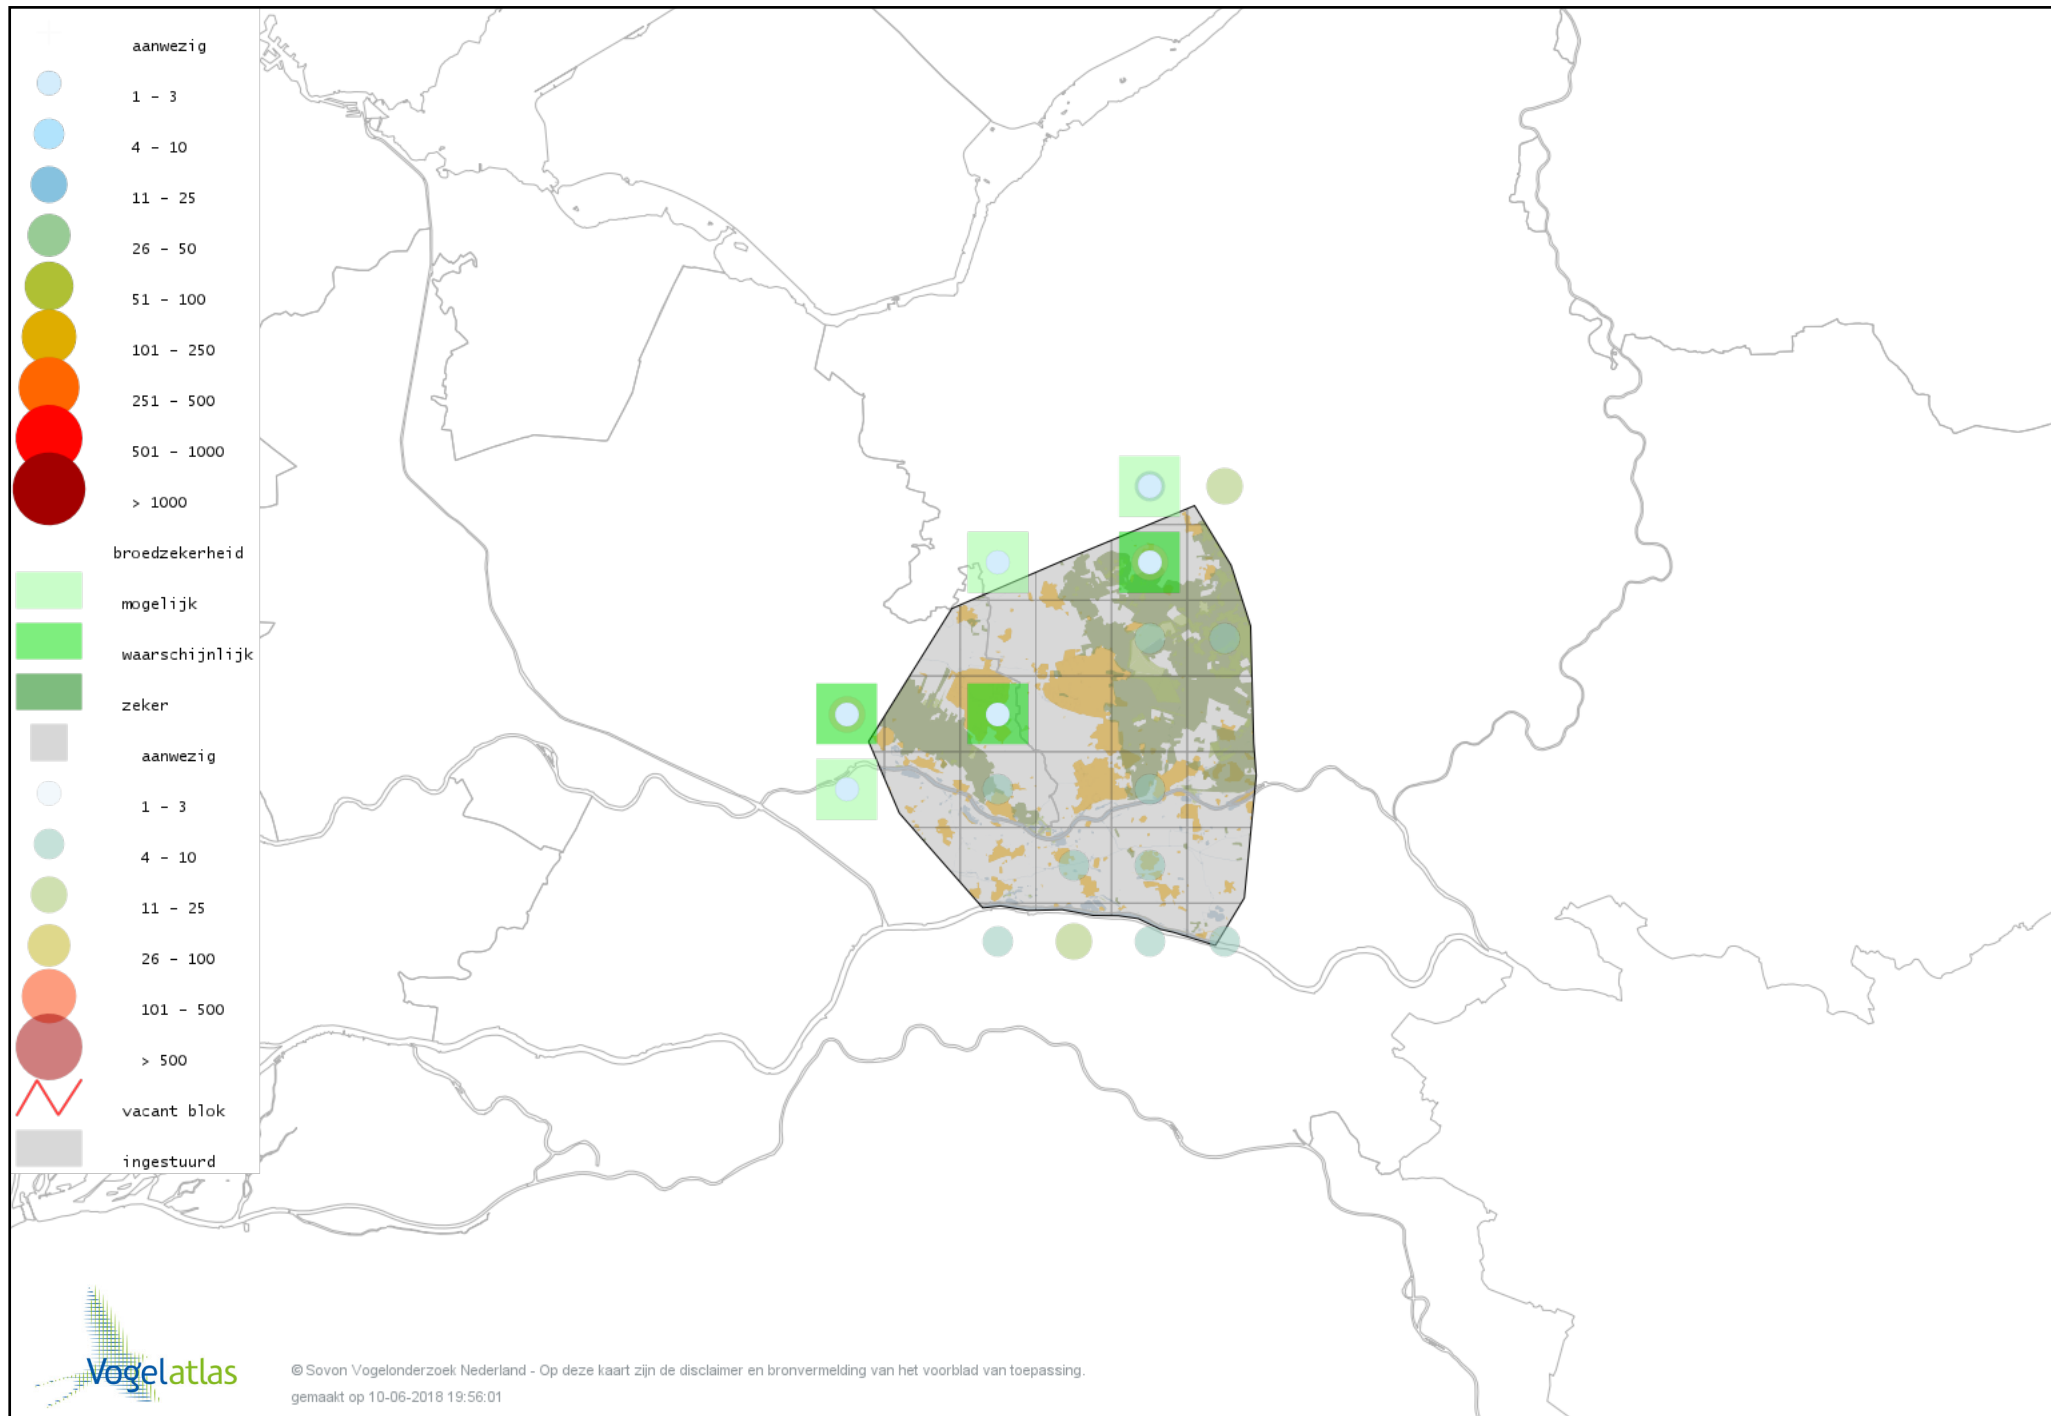 aanwezig
1 - 3
4 - 10
11 - 25
26 - 50
51 - 100
101 - 250
251 - 500
501 - 1000
> 1000
broedzekerheid
mogelijk
waarschijnlijk
zeker
aanwezig
1 - 3
4 - 10
11 - 25
26 - 100
101 - 500
> 500
vacant blok
ingestuurd
Vogelatlas
© Sovon Vogelonderzoek Nederland - Op deze kaart zijn de disclaimer en bronvermelding van het voorblad van toepassing.
gemaakt op 10-06-2018 19:56:01